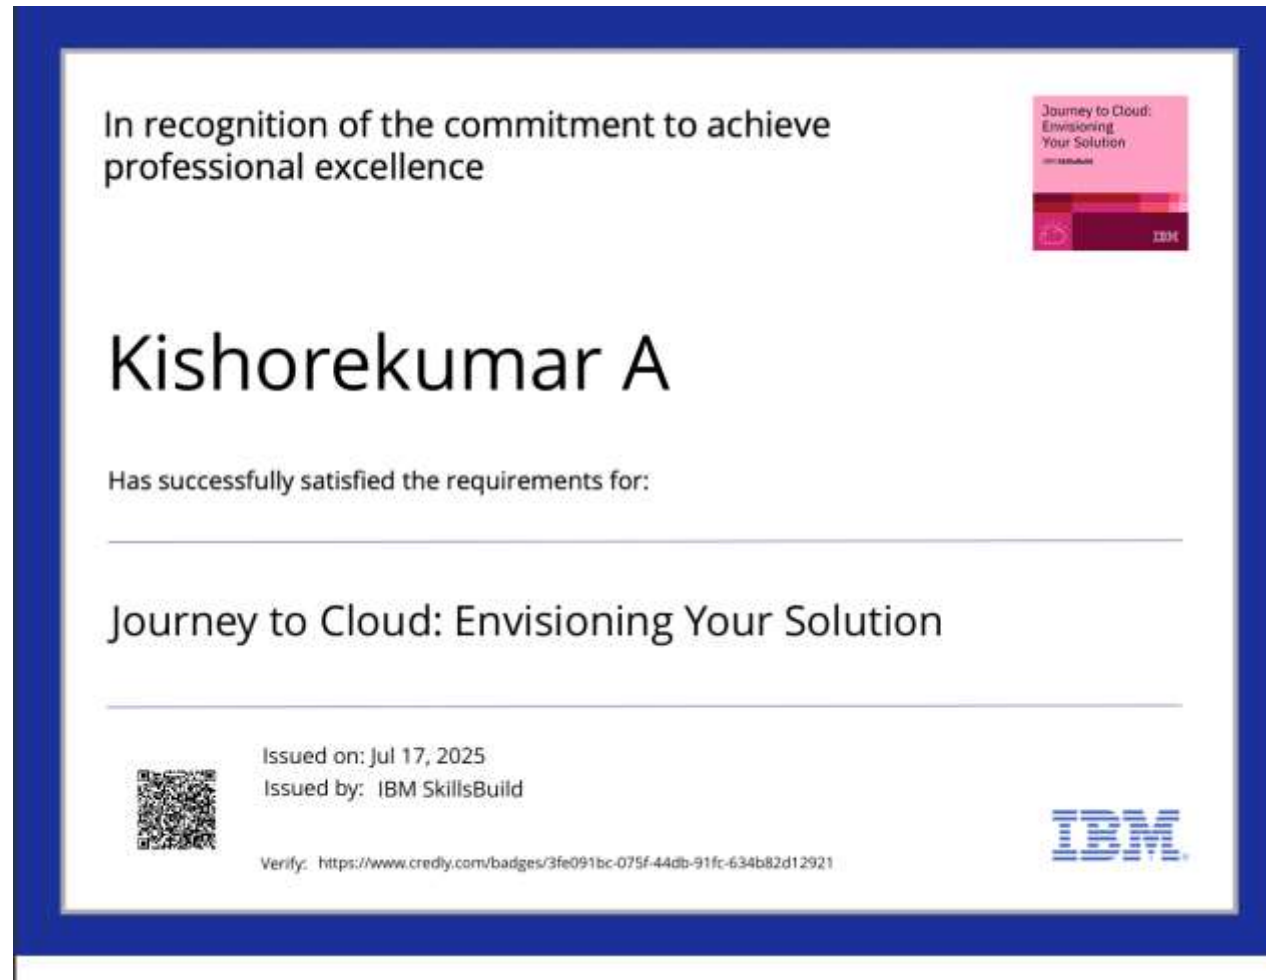 In recognition of the commitment to achieve
professional excellence
Journey to Cloud:
Envisioning
Your Solution
IBM SkillsBuild
IBM
Kishorekumar A
Has successfully satisfied the requirements for:
Journey to Cloud: Envisioning Your Solution
Issued on: Jul 17, 2025
Issued by: IBM SkillsBuild
Verify: https://www.credly.com/badges/3fe091bc-075f-44db-91fc-634b82d12921
IBM